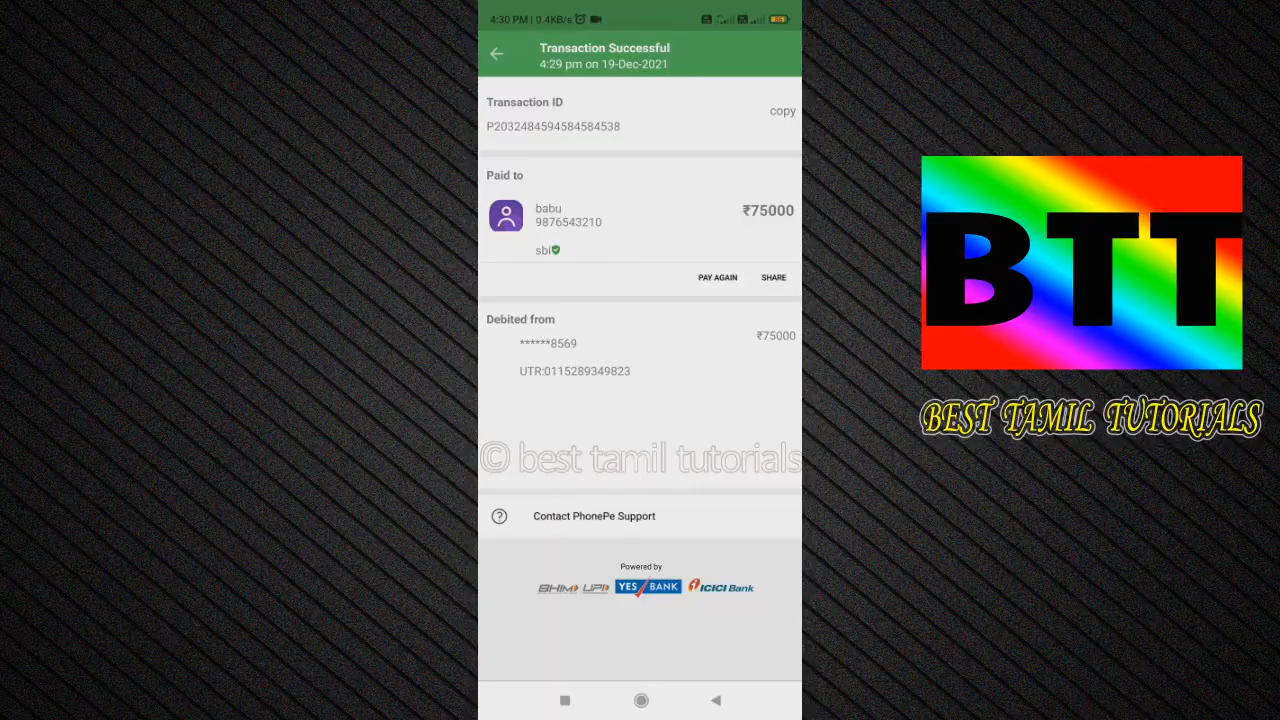 4:30 PM | 0.4KB/s
86
Transaction Successful
4:29 pm on 19-Dec-2021
Transaction ID
copy
P2032484594584584538
Paid to
babu
₹75000
9876543210
sbi
PAY AGAIN SHARE
Debited from
₹75000
******8569
UTR:0115289349823
© best tamil tutorials
Contact PhonePe Support
Powered by
BHIM UPI YES BANK ICICI Bank
BTT
BEST TAMIL TUTORIALS